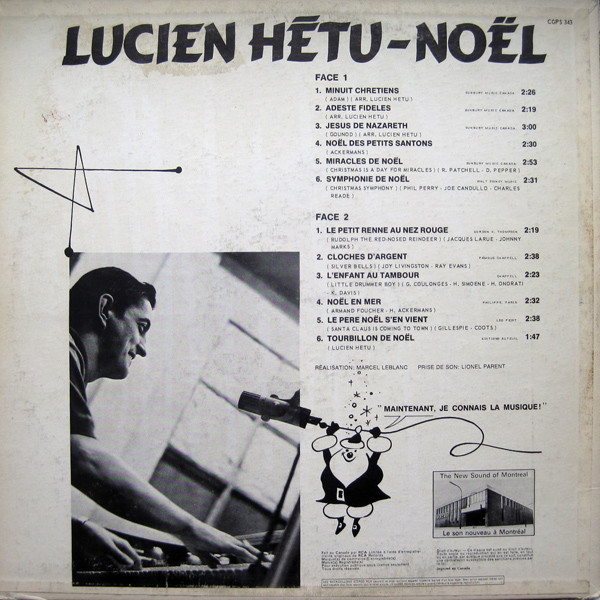 CGPS 343
LUCIEN HÉTU-NOËL
FACE 1
1. MINUIT CHRETIENS 2:26
( ADAM ) ( ARR. LUCIEN HETU )
2. ADESTE FIDELES 2:19
( ARR. LUCIEN HETU )
3. JESUS DE NAZARETH 3:00
( GOUNOD ) ( ARR. LUCIEN HETU )
4. NOËL DES PETITS SANTONS 2:30
( ACKERMANS )
5. MIRACLES DE NOËL 2:53
( CHRISTMAS IS A DAY FOR MIRACLES ) ( R. PATCHELL - D. PEPPER )
6. SYMPHONIE DE NOËL 2:31
( CHRISTMAS SYMPHONY ) ( PHIL PERRY - JOE CANDULLO - CHARLES
READE )
FACE 2
1. LE PETIT RENNE AU NEZ ROUGE 2:19
( RUDOLPH THE RED-NOSED REINDEER ) ( JACQUES LARUE - JOHNNY
MARKS )
2. CLOCHES D'ARGENT 2:38
( SILVER BELLS ) ( JOY LIVINGSTON - RAY EVANS )
3. L'ENFANT AU TAMBOUR 2:23
( LITTLE DRUMMER BOY ) ( G. COULONGES - H. SIMOENE - H. ONORATI
- K. DAVIS )
4. NOËL EN MER PHILIPPO, PARIS 2:32
( ARMAND FOUCHER - H. ACKERMANS )
5. LE PERE NOËL S'EN VIENT 2:38
( SANTA CLAUS IS COMING TO TOWN ) ( GILLESPIE - COOTS )
6. TOURBILLON DE NOËL 1:47
( LUCIEN HETU )
RÉALISATION: MARCEL LEBLANC PRISE DE SON: LIONEL PARENT
"MAINTENANT, JE CONNAIS LA MUSIQUE!"
The New Sound of Montreal
Le son nouveau à Montréal